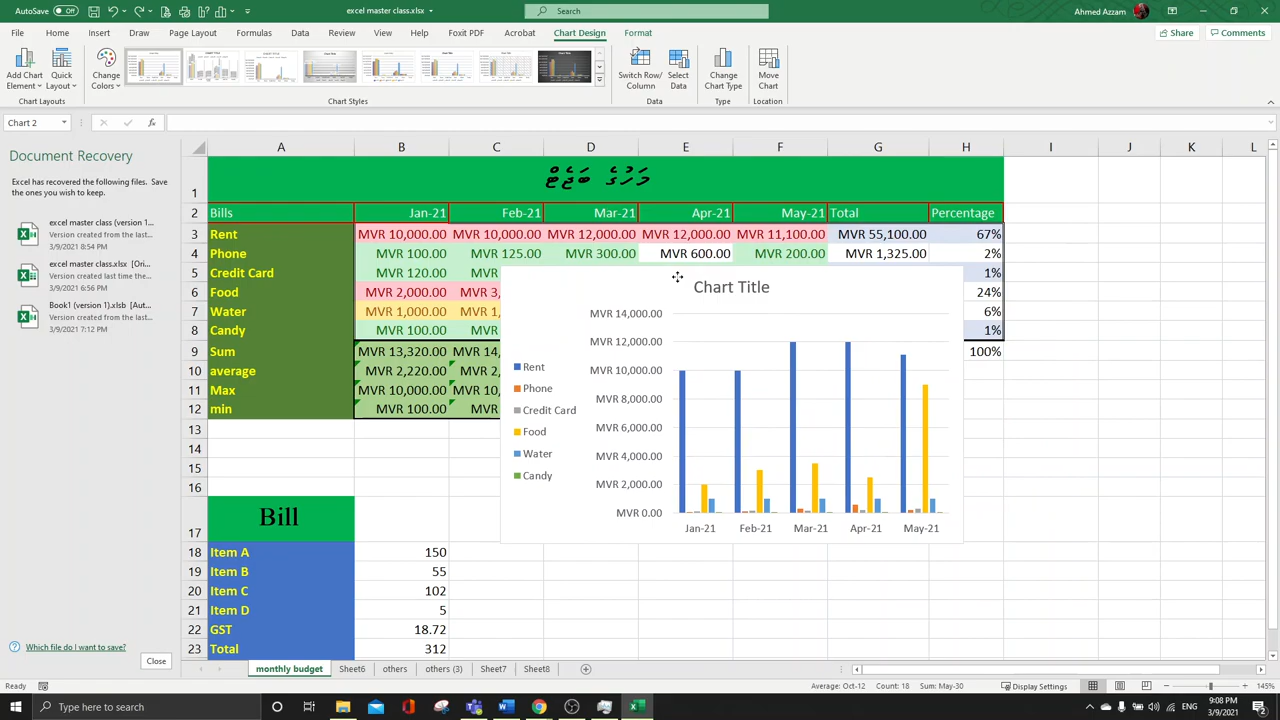 AutoSave Off
excel master class.xlsx
Search
Ahmed Azzam
File Home Insert Draw Page Layout Formulas Data Review View Help Foxit PDF Acrobat Chart Design Format
Share Comments
Add Chart Element Quick Layout Change Colors Switch Row/ Column Select Data Change Chart Type Move Chart
Chart Layouts Chart Styles Data Type Location
Chart 2 fx
A B C D E F G H I J K L
Document Recovery
Excel has recovered the following files. Save
the ones you wish to keep.
excel master class (version 1...
Version created from the last...
3/9/2021 8:54 PM
excel master class.xlsx [Ori...
Version created last time the...
3/9/2021 6:56 PM
Book1 (version 1).xlsb [Aut...
Version created from the last...
3/9/2021 7:12 PM
Which file do I want to save?
Close
1 މަހުގެ ބަޖެޓް
2 Bills Jan-21 Feb-21 Mar-21 Apr-21 May-21 Total Percentage
3 Rent MVR 10,000.00 MVR 10,000.00 MVR 12,000.00 MVR 12,000.00 MVR 11,100.00 MVR 55,100.00 67%
4 Phone MVR 100.00 MVR 125.00 MVR 300.00 MVR 600.00 MVR 200.00 MVR 1,325.00 2%
5 Credit Card MVR 120.00 MVR 1%
6 Food MVR 2,000.00 MVR 3, 24%
7 Water MVR 1,000.00 MVR 1, 6%
8 Candy MVR 100.00 MVR 1%
9 Sum MVR 13,320.00 MVR 14, 100%
10 average MVR 2,220.00 MVR 2,
11 Max MVR 10,000.00 MVR 10,
12 min MVR 100.00 MVR
13
14
15
16
17 Bill
18 Item A 150
19 Item B 55
20 Item C 102
21 Item D 5
22 GST 18.72
23 Total 312
Chart Title
MVR 14,000.00
MVR 12,000.00
MVR 10,000.00
MVR 8,000.00
MVR 6,000.00
MVR 4,000.00
MVR 2,000.00
MVR 0.00
Rent
Phone
Credit Card
Food
Water
Candy
Jan-21 Feb-21 Mar-21 Apr-21 May-21
monthly budget Sheet6 others others (3) Sheet7 Sheet8
Ready Average: Oct-12 Count: 18 Sum: May-30 Display Settings 145%
Type here to search
ENG 9:08 PM
3/9/2021
2